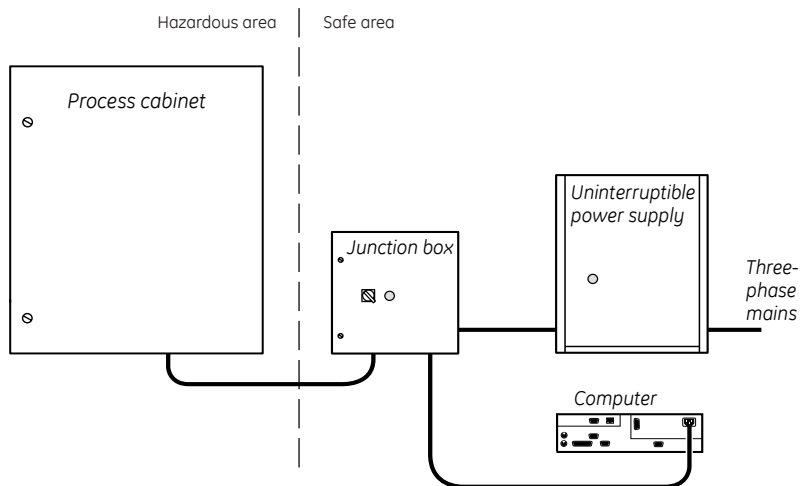 Hazardous area
Safe area
Process cabinet
Junction box
Uninterruptible
power supply
Three-
phase
mains
Computer